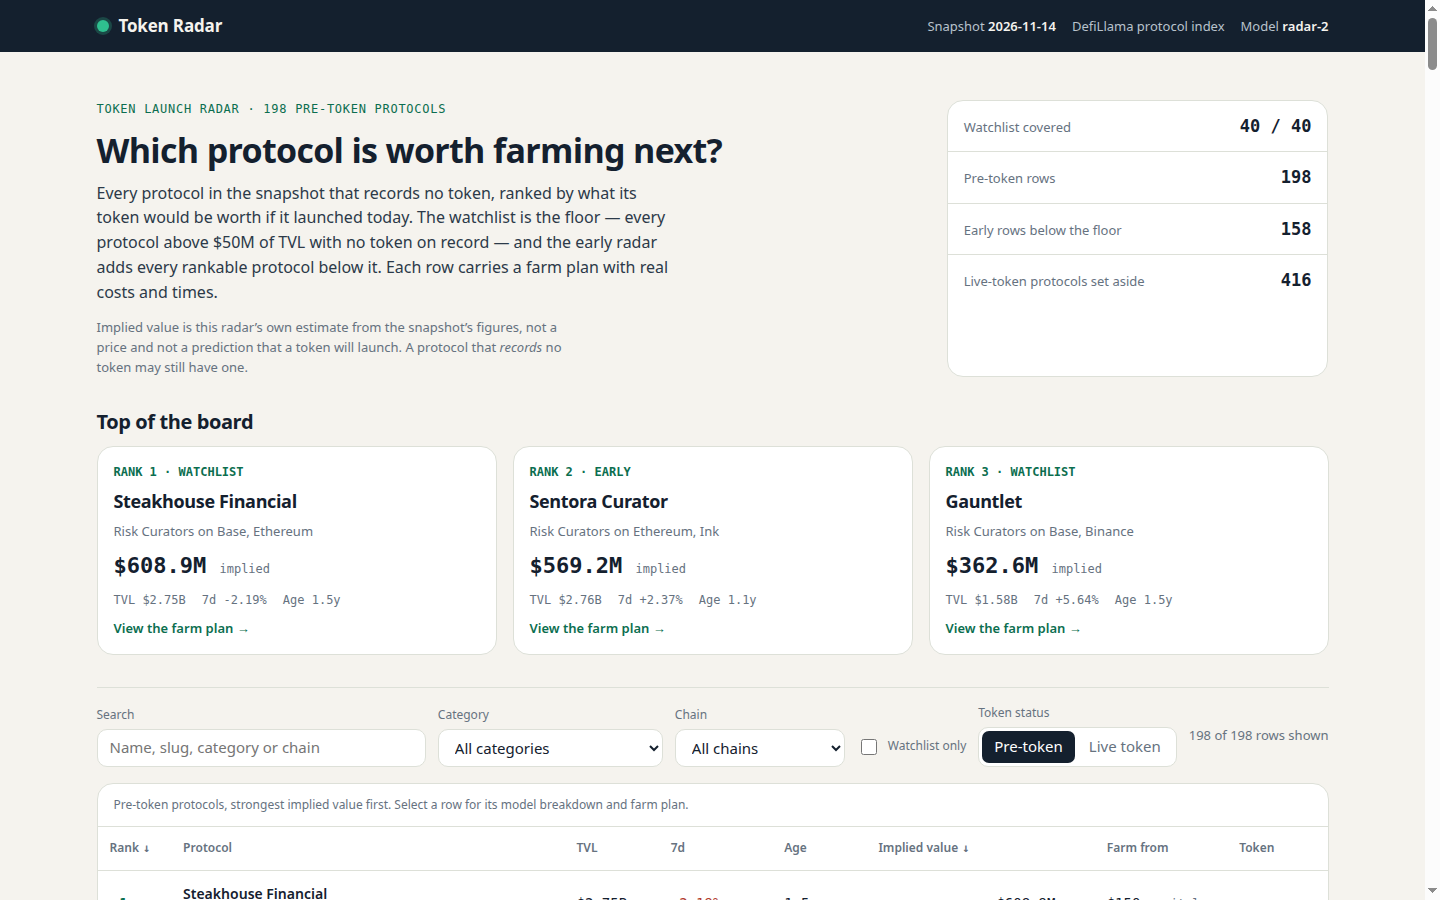 Token Radar
Snapshot 2026-11-14 DefiLlama protocol index Model radar-2
TOKEN LAUNCH RADAR · 198 PRE-TOKEN PROTOCOLS
Which protocol is worth farming next?
Every protocol in the snapshot that records no token, ranked by what its
token would be worth if it launched today. The watchlist is the floor — every
protocol above $50M of TVL with no token on record — and the early radar
adds every rankable protocol below it. Each row carries a farm plan with real
costs and times.
Implied value is this radar’s own estimate from the snapshot’s figures, not a
price and not a prediction that a token will launch. A protocol that records no
token may still have one.
Watchlist covered 40 / 40
Pre-token rows 198
Early rows below the floor 158
Live-token protocols set aside 416
Top of the board
RANK 1 · WATCHLIST
Steakhouse Financial
Risk Curators on Base, Ethereum
$608.9M implied
TVL $2.75B 7d -2.19% Age 1.5y
View the farm plan →
RANK 2 · EARLY
Sentora Curator
Risk Curators on Ethereum, Ink
$569.2M implied
TVL $2.76B 7d +2.37% Age 1.1y
View the farm plan →
RANK 3 · WATCHLIST
Gauntlet
Risk Curators on Base, Binance
$362.6M implied
TVL $1.58B 7d +5.64% Age 1.5y
View the farm plan →
Search
Name, slug, category or chain
Category
All categories
Chain
All chains
Watchlist only
Token status
Pre-token Live token
198 of 198 rows shown
Pre-token protocols, strongest implied value first. Select a row for its model breakdown and farm plan.
Rank ↓ Protocol TVL 7d Age Implied value ↓ Farm from Token
Steakhouse Financial